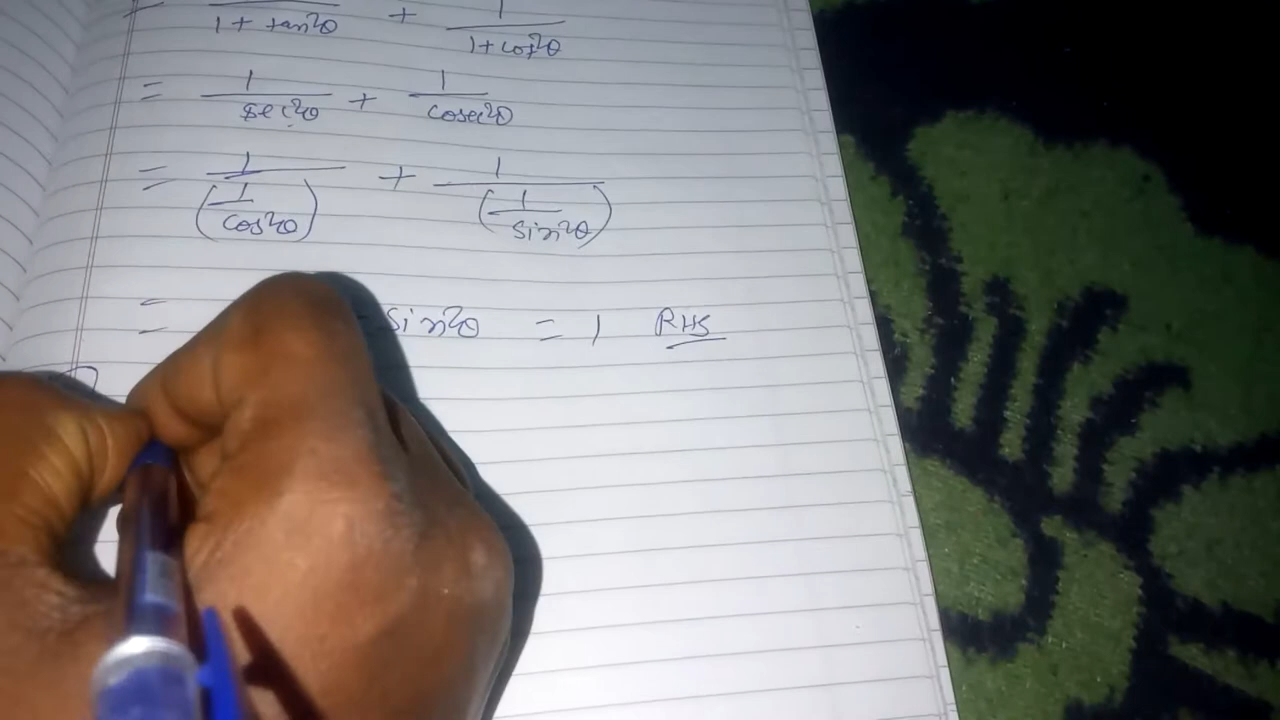 = 1/(1 + tan²θ) + 1/(1 + cot²θ)
= 1/sec²θ + 1/cosec²θ
= 1/(1/cos²θ) + 1/(1/sin²θ)
= sin²θ = 1 RHS